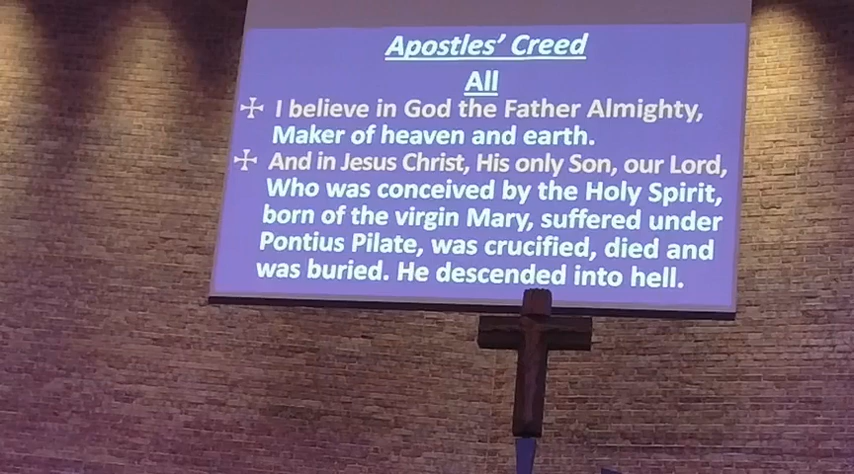 Apostles' Creed
All
☩ I believe in God the Father Almighty,
Maker of heaven and earth.
☩ And in Jesus Christ, His only Son, our Lord,
Who was conceived by the Holy Spirit,
born of the virgin Mary, suffered under
Pontius Pilate, was crucified, died and
was buried. He descended into hell.